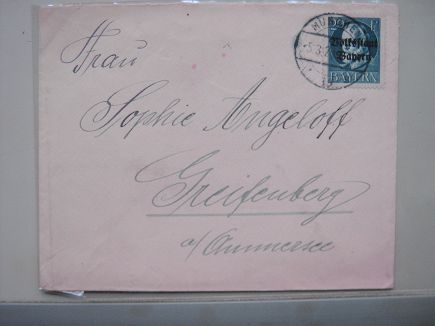 Frau
Sophie Angeloff
Greifenberg
a/ Ammersee
Volksstaat
Bayern
BAYERN